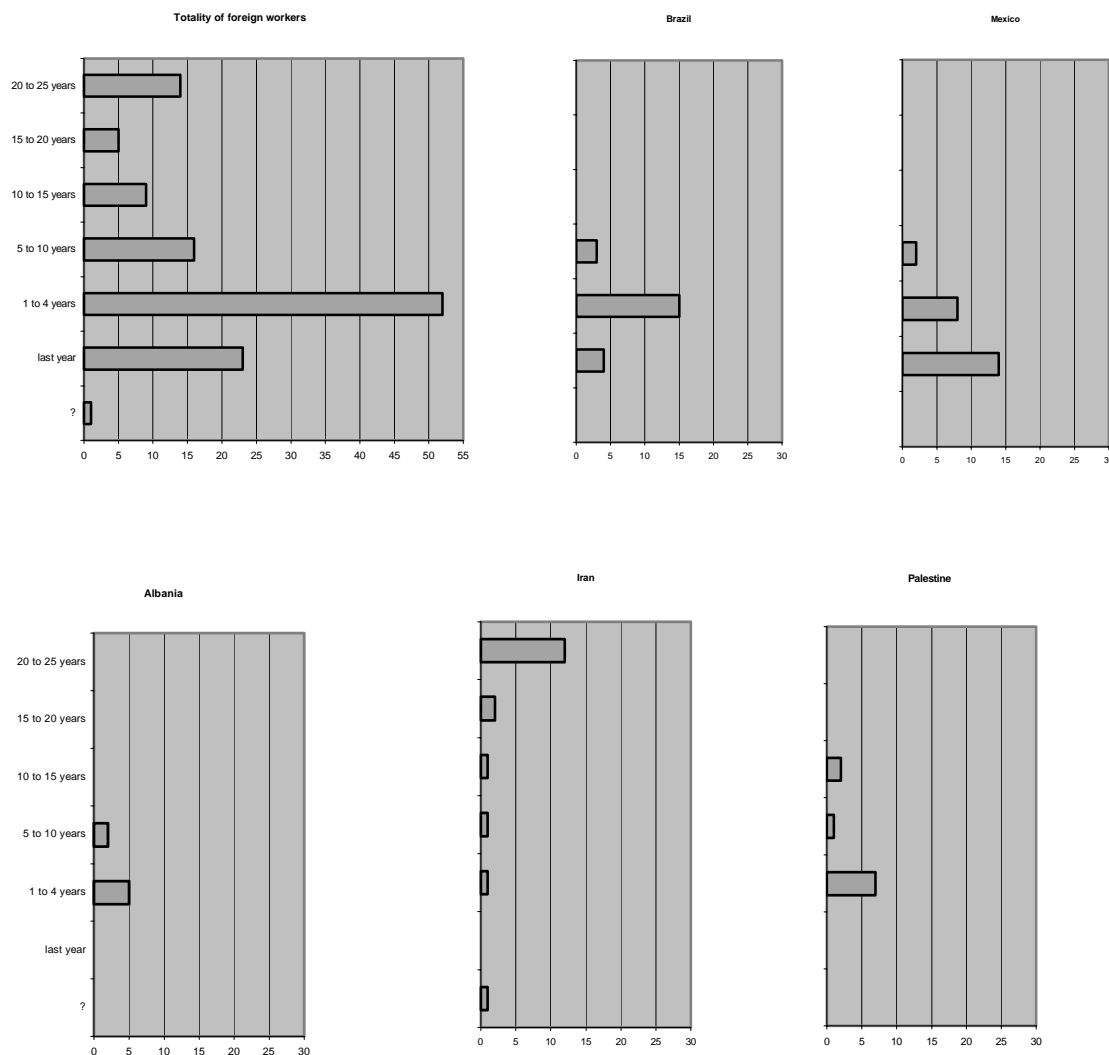 Totality of foreign workers
20 to 25 years
15 to 20 years
10 to 15 years
5 to 10 years
1 to 4 years
last year
?
0 5 10 15 20 25 30 35 40 45 50 55
Brazil
0 5 10 15 20 25 30
Mexico
0 5 10 15 20 25 30
Albania
20 to 25 years
15 to 20 years
10 to 15 years
5 to 10 years
1 to 4 years
last year
?
0 5 10 15 20 25 30
Iran
0 5 10 15 20 25 30
Palestine
0 5 10 15 20 25 30